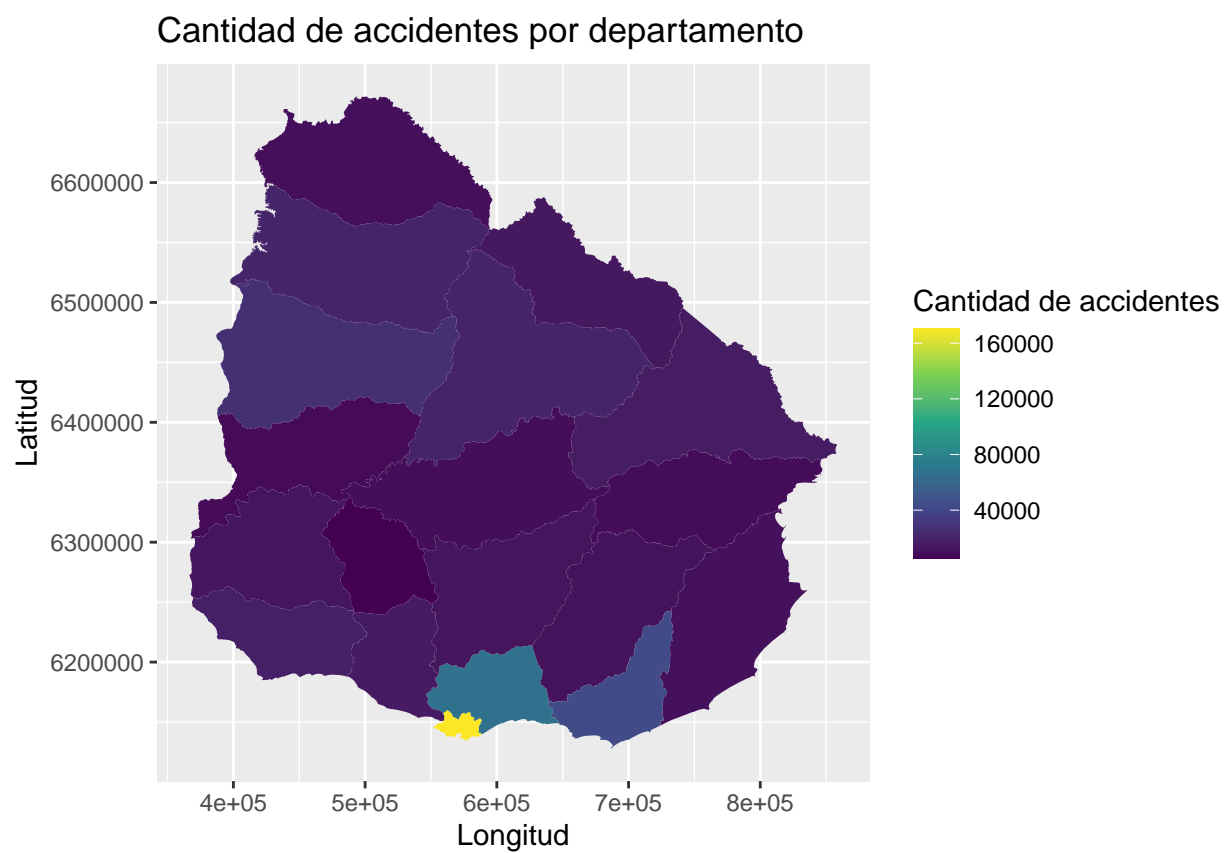 Cantidad de accidentes por departamento
Latitud
6600000
6500000
6400000
6300000
6200000
4e+05 5e+05 6e+05 7e+05 8e+05
Longitud
Cantidad de accidentes
160000
120000
80000
40000